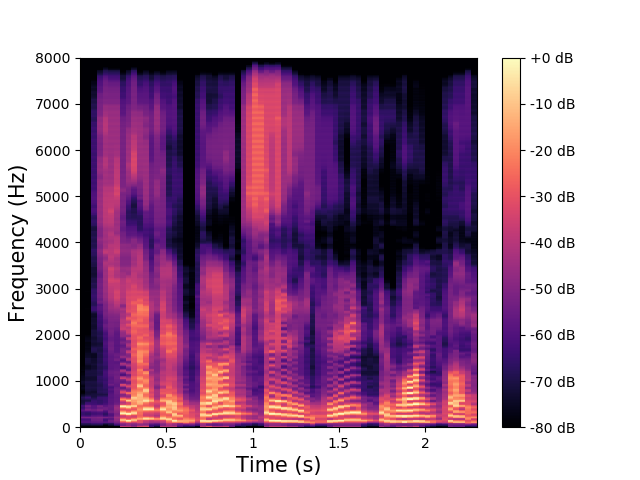 8000
7000
6000
5000
4000
3000
2000
1000
0
Frequency (Hz)
0
0.5
1
1.5
2
Time (s)
+0 dB
-10 dB
-20 dB
-30 dB
-40 dB
-50 dB
-60 dB
-70 dB
-80 dB